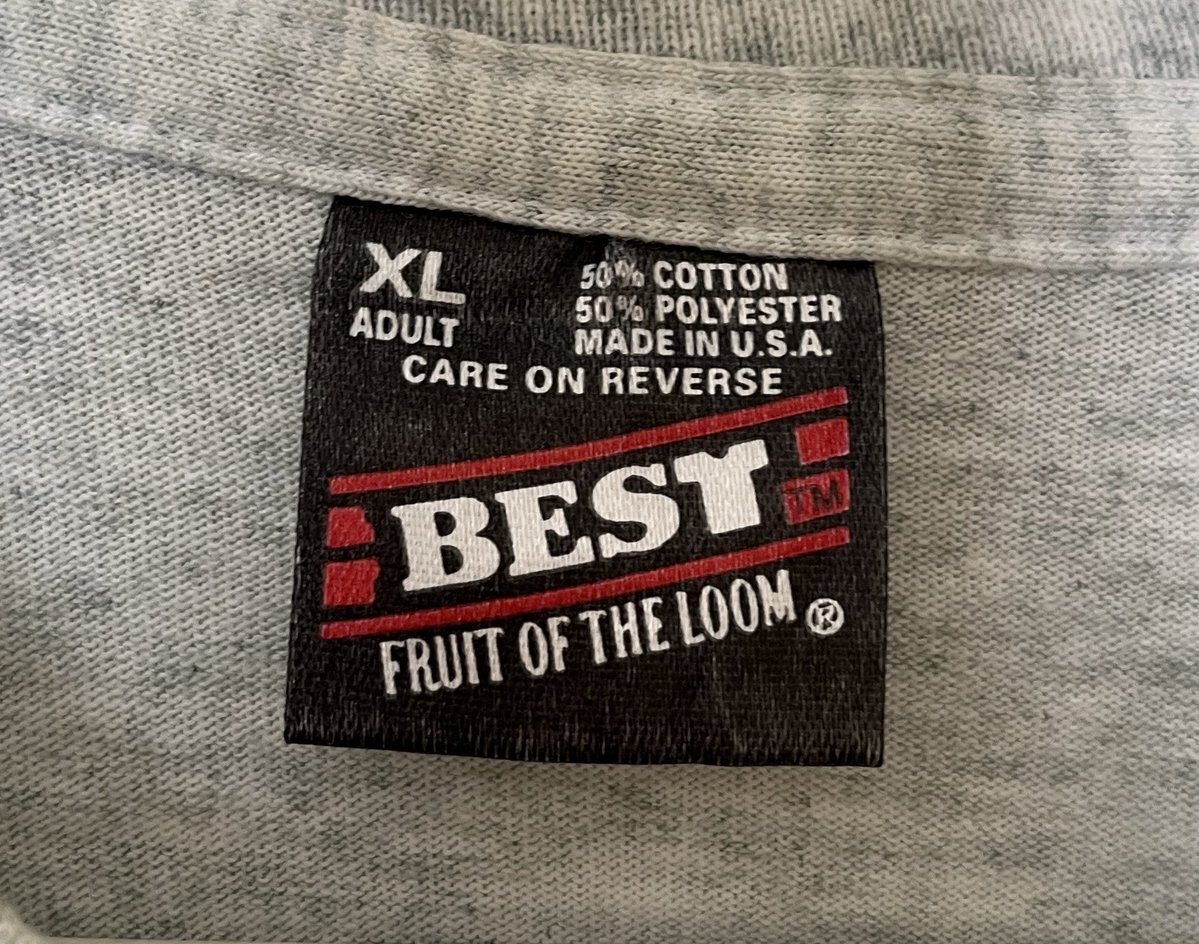 XL
ADULT
50% COTTON
50% POLYESTER
MADE IN U.S.A.
CARE ON REVERSE
BEST TM
FRUIT OF THE LOOM ®